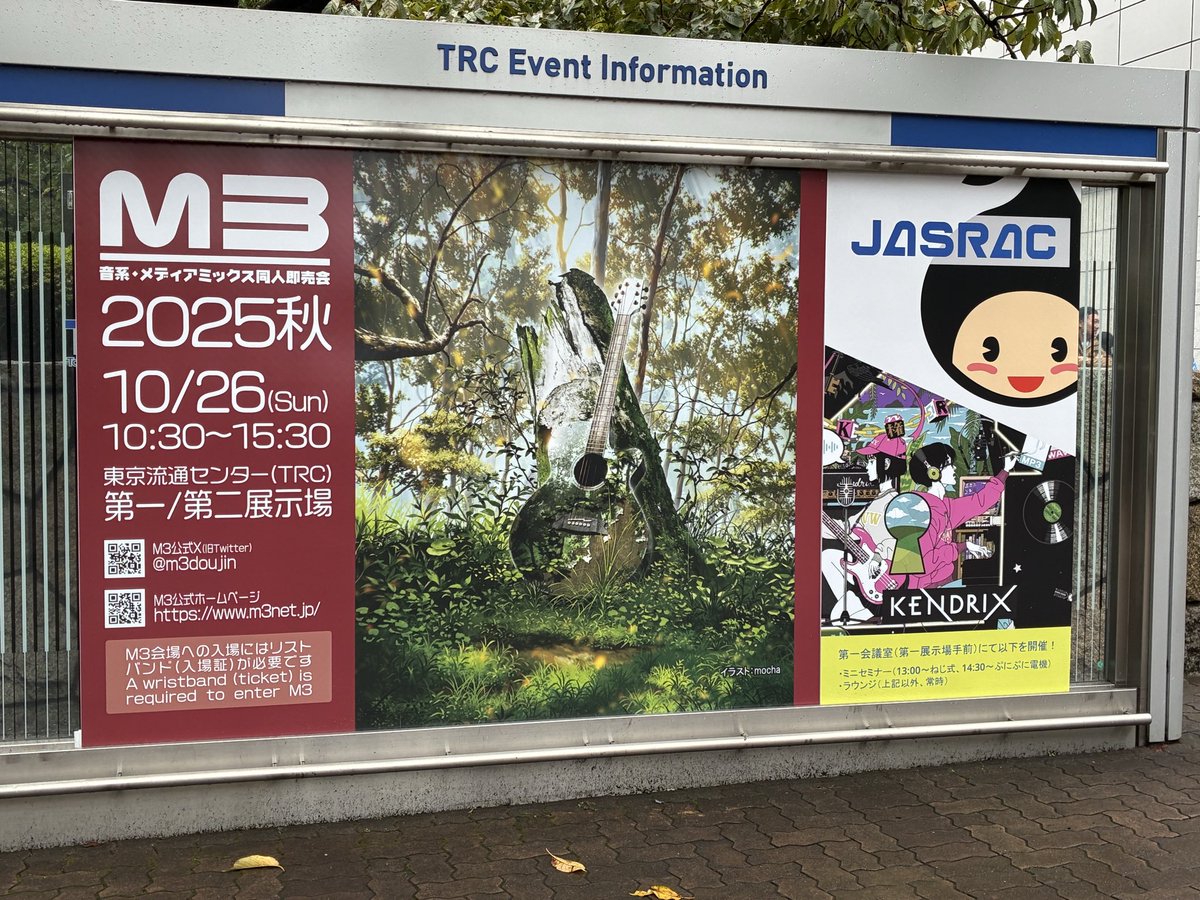 TRC Event Information
M3
音系・メディアミックス同人即売会
2025秋
10/26(Sun)
10:30～15:30
東京流通センター(TRC)
第一/第二展示場
M3公式X(旧Twitter)
@m3doujin
M3公式ホームページ
https://www.m3net.jp/
M3会場への入場にはリスト
バンド(入場証)が必要です
A wristband (ticket) is
required to enter M3
イラスト:mocha
JASRAC
KENDRIX
第一会議室(第一展示場手前)にて以下を開催！
・ミニセミナー(13:00～ねじ式、14:30～ぷにぷに電機)
・ラウンジ(上記以外、常時)